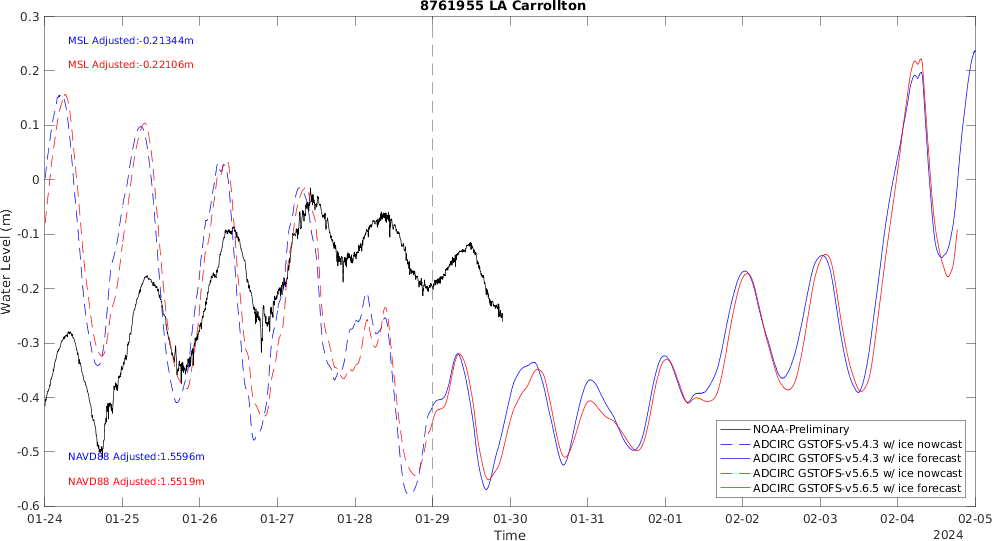 8761955 LA Carrollton
0.3
0.2
0.1
0
-0.1
-0.2
-0.3
-0.4
-0.5
-0.6
Water Level (m)
MSL Adjusted:-0.21344m
MSL Adjusted:-0.22106m
NAVD88 Adjusted:1.5596m
NAVD88 Adjusted:1.5519m
NOAA-Preliminary
ADCIRC GSTOFS-v5.4.3 w/ ice nowcast
ADCIRC GSTOFS-v5.4.3 w/ ice forecast
ADCIRC GSTOFS-v5.6.5 w/ ice nowcast
ADCIRC GSTOFS-v5.6.5 w/ ice forecast
01-24 01-25 01-26 01-27 01-28 01-29 01-30 01-31 02-01 02-02 02-03 02-04 02-05
Time
2024